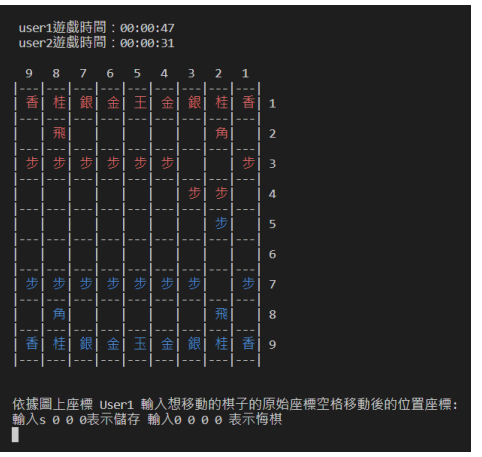 user1遊戲時間：00:00:47
user2遊戲時間：00:00:31
9 8 7 6 5 4 3 2 1
|---|---|---|---|---|---|---|---|---|
| 香| 桂| 銀| 金| 王| 金| 銀| 桂| 香| 1
|---|---|---|---|---|---|---|---|---|
|   | 飛|   |   |   |   |   | 角|   | 2
|---|---|---|---|---|---|---|---|---|
| 步| 步| 步| 步| 步| 步|   |   | 步| 3
|---|---|---|---|---|---|---|---|---|
|   |   |   |   |   |   | 步| 步|   | 4
|---|---|---|---|---|---|---|---|---|
|   |   |   |   |   |   |   | 步|   | 5
|---|---|---|---|---|---|---|---|---|
|   |   |   |   |   |   |   |   |   | 6
|---|---|---|---|---|---|---|---|---|
| 步| 步| 步| 步| 步| 步| 步|   | 步| 7
|---|---|---|---|---|---|---|---|---|
|   | 角|   |   |   |   |   | 飛|   | 8
|---|---|---|---|---|---|---|---|---|
| 香| 桂| 銀| 金| 王| 金| 銀| 桂| 香| 9
|---|---|---|---|---|---|---|---|---|
依據圖上座標 User1 輸入想移動的棋子的原始座標空格移動後的位置座標:
輸入s 0 0 0表示儲存 輸入0 0 0 0 表示悔棋